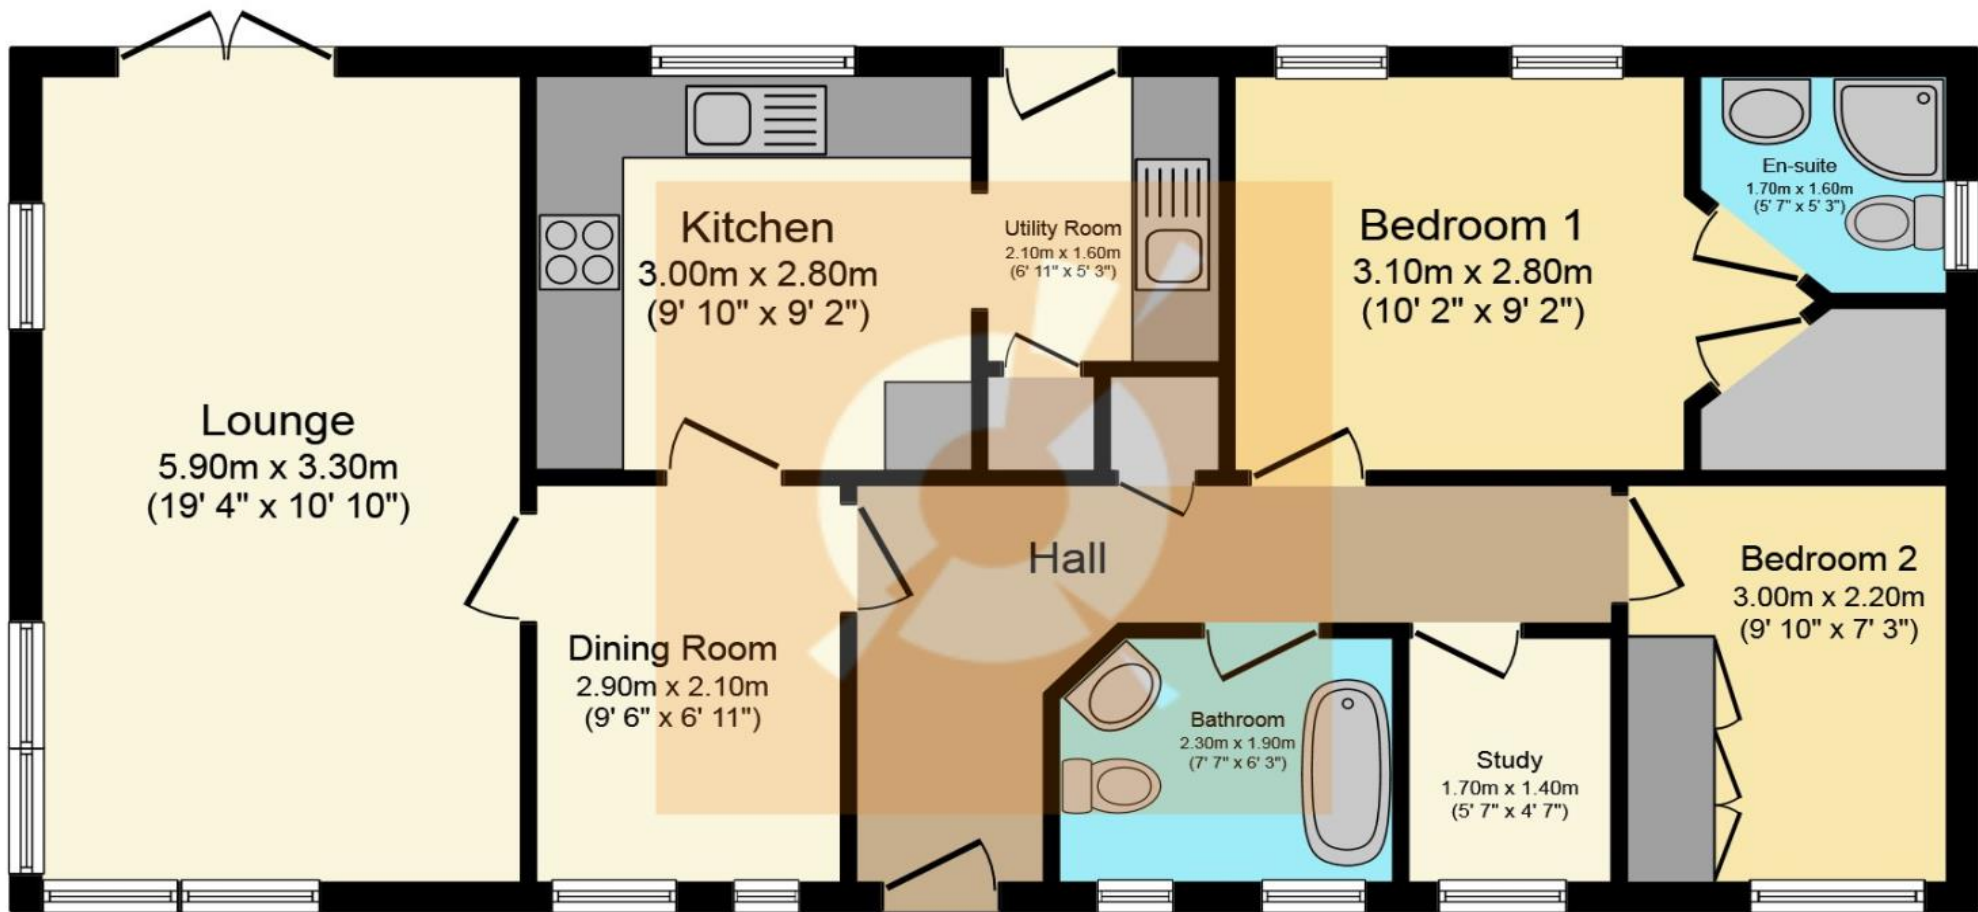 Kitchen
3.00m x 2.80m
(9' 10" x 9' 2")
Utility Room
2.10m x 1.60m
(6' 11" x 5' 3")
Bedroom 1
3.10m x 2.80m
(10' 2" x 9' 2")
En-suite
1.70m x 1.60m
(5' 7" x 5' 3")
Lounge
5.90m x 3.30m
(19' 4" x 10' 10")
Hall
Bedroom 2
3.00m x 2.20m
(9' 10" x 7' 3")
Dining Room
2.90m x 2.10m
(9' 6" x 6' 11")
Bathroom
2.30m x 1.90m
(7' 7" x 6' 3")
Study
1.70m x 1.40m
(5' 7" x 4' 7")